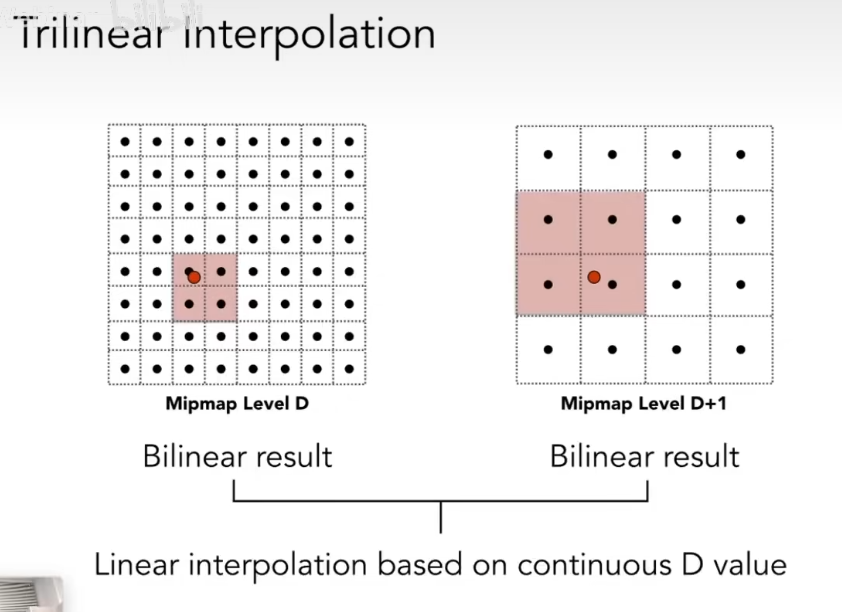 Trilinear Interpolation
Mipmap Level D
Mipmap Level D+1
Bilinear result
Bilinear result
Linear interpolation based on continuous D value